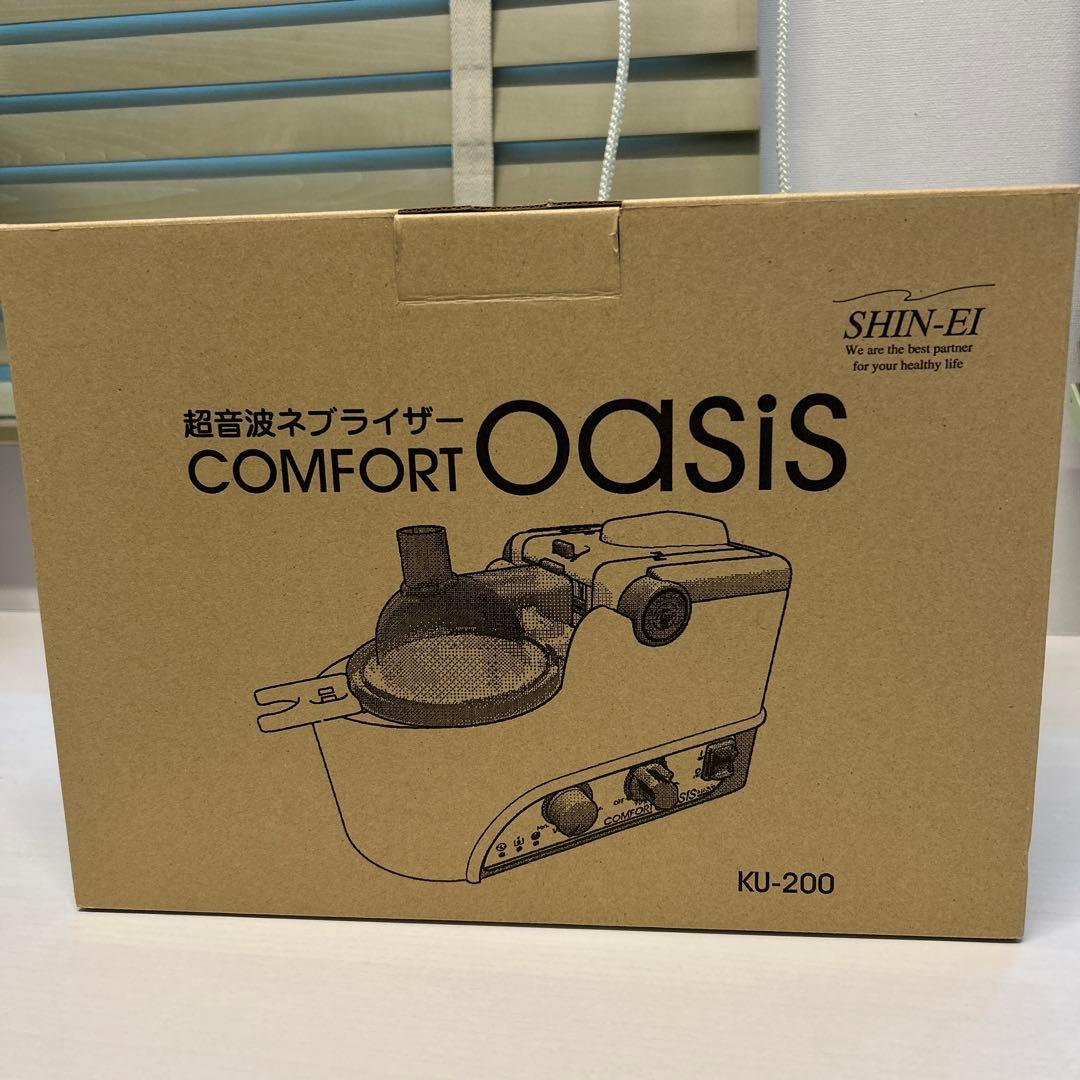 SHIN-EI
We are the best partner
for your healthy life
超音波ネブライザー
COMFORT oasis
COMFORT
KU-200